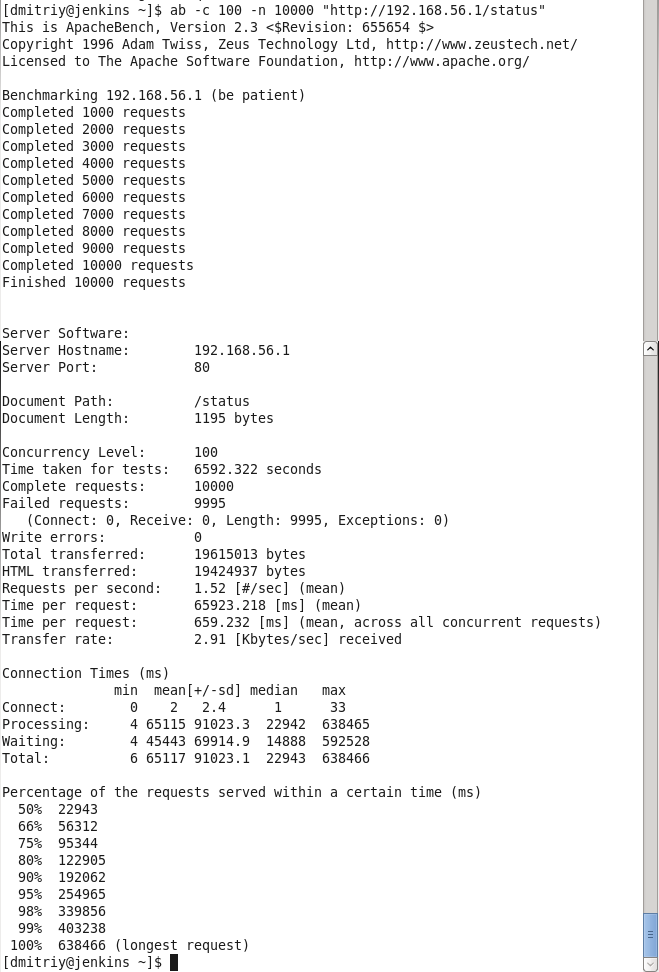 [dmitriy@jenkins ~]$ ab -c 100 -n 10000 "http://192.168.56.1/status"
This is ApacheBench, Version 2.3 <$Revision: 655654 $>
Copyright 1996 Adam Twiss, Zeus Technology Ltd, http://www.zeustech.net/
Licensed to The Apache Software Foundation, http://www.apache.org/

Benchmarking 192.168.56.1 (be patient)
Completed 1000 requests
Completed 2000 requests
Completed 3000 requests
Completed 4000 requests
Completed 5000 requests
Completed 6000 requests
Completed 7000 requests
Completed 8000 requests
Completed 9000 requests
Completed 10000 requests
Finished 10000 requests


Server Software:
Server Hostname:        192.168.56.1
Server Port:            80

Document Path:          /status
Document Length:        1195 bytes

Concurrency Level:      100
Time taken for tests:   6592.322 seconds
Complete requests:      10000
Failed requests:        9995
   (Connect: 0, Receive: 0, Length: 9995, Exceptions: 0)
Write errors:           0
Total transferred:      19615013 bytes
HTML transferred:       19424937 bytes
Requests per second:    1.52 [#/sec] (mean)
Time per request:       65923.218 [ms] (mean)
Time per request:       659.232 [ms] (mean, across all concurrent requests)
Transfer rate:          2.91 [Kbytes/sec] received

Connection Times (ms)
              min  mean[+/-sd] median   max
Connect:        0    2   2.4      1      33
Processing:     4 65115 91023.3  22942  638465
Waiting:        4 45443 69914.9  14888  592528
Total:          6 65117 91023.1  22943  638466

Percentage of the requests served within a certain time (ms)
  50%  22943
  66%  56312
  75%  95344
  80%  122905
  90%  192062
  95%  254965
  98%  339856
  99%  403238
 100%  638466 (longest request)
[dmitriy@jenkins ~]$